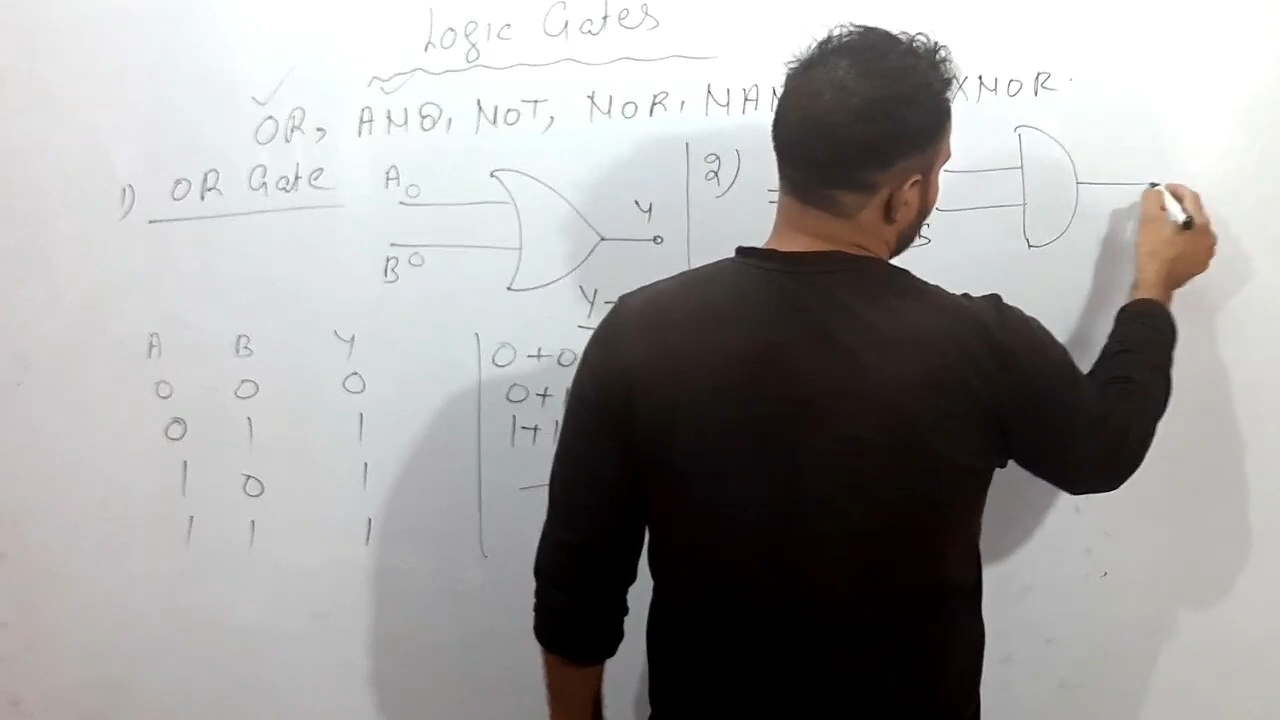 Logic Gates
OR, AND, NOT, NOR, NAN XNOR.
1) OR Gate
A
B
Y
2)
Y
A B Y
0 0 0
0 1 1
1 0 1
1 1 1
0+0
0+1
1+1